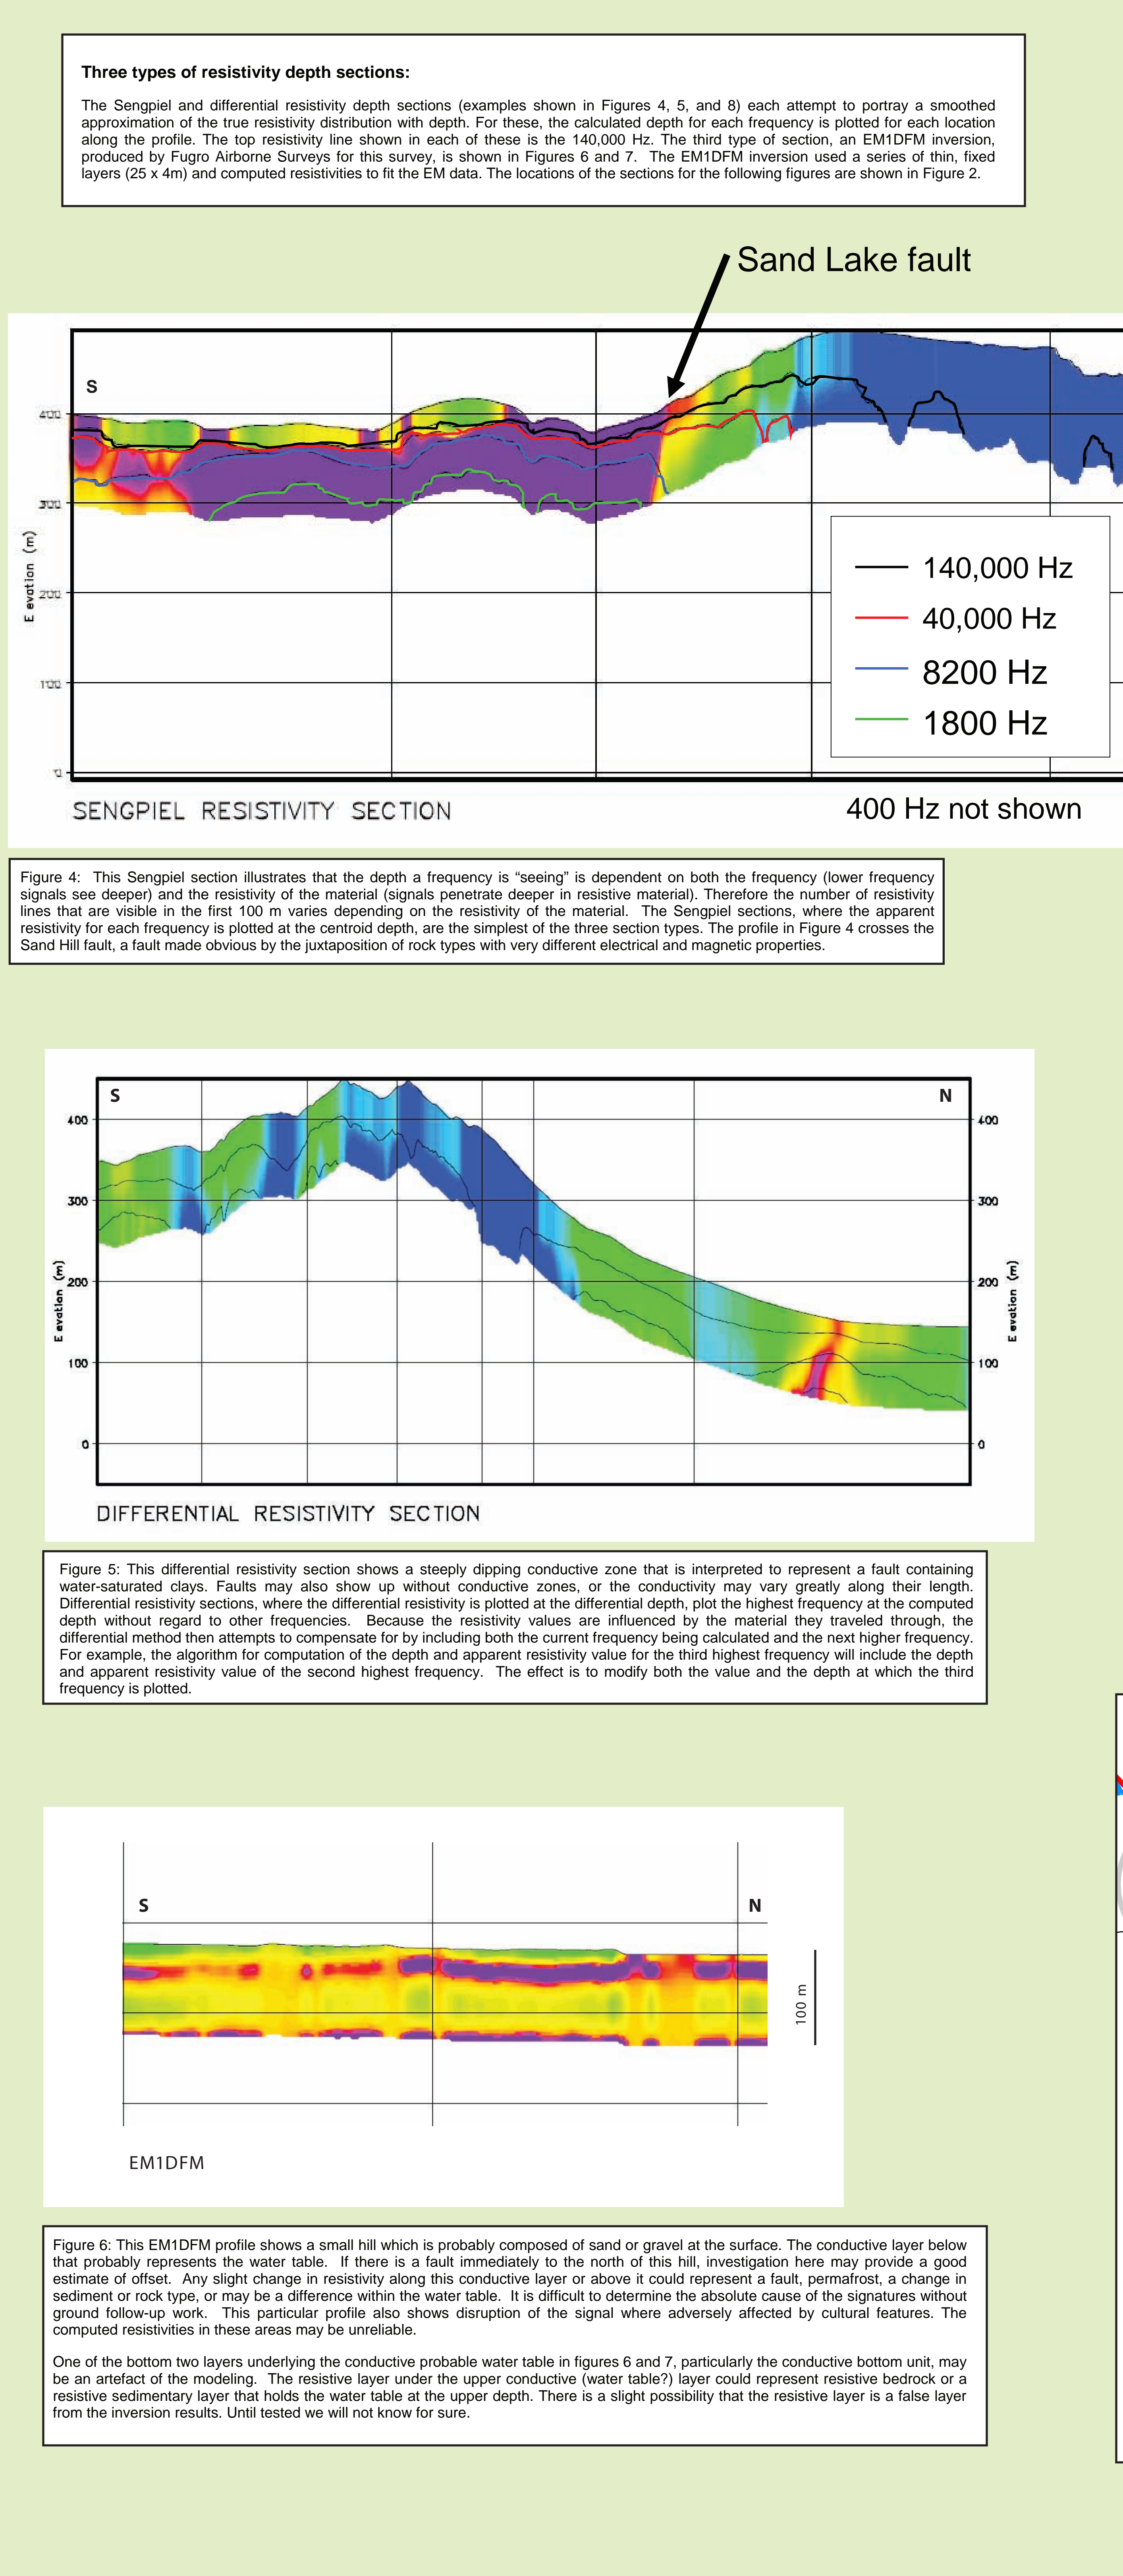 Three types of resistivity depth sections:
The Sengpiel and differential resistivity depth sections (examples shown in Figures 4, 5, and 8) each attempt to portray a smoothed
approximation of the true resistivity distribution with depth. For these, the calculated depth for each frequency is plotted for each location
along the profile. The top resistivity line shown in each of these is the 140,000 Hz. The third type of section, an EM1DFM inversion,
produced by Fugro Airborne Surveys for this survey, is shown in Figures 6 and 7. The EM1DFM inversion used a series of thin, fixed
layers (25 x 4m) and computed resistivities to fit the EM data. The locations of the sections for the following figures are shown in Figure 2.
Sand Lake fault
S
400
300
200
100
0
E evation (m)
140,000 Hz
40,000 Hz
8200 Hz
1800 Hz
SENGPIEL RESISTIVITY SECTION
400 Hz not shown
Figure 4: This Sengpiel section illustrates that the depth a frequency is “seeing” is dependent on both the frequency (lower frequency
signals see deeper) and the resistivity of the material (signals penetrate deeper in resistive material). Therefore the number of resistivity
lines that are visible in the first 100 m varies depending on the resistivity of the material. The Sengpiel sections, where the apparent
resistivity for each frequency is plotted at the centroid depth, are the simplest of the three section types. The profile in Figure 4 crosses the
Sand Hill fault, a fault made obvious by the juxtaposition of rock types with very different electrical and magnetic properties.
S N
400 400
300 300
200 200
100 100
0 0
E evation (m) E evation (m)
DIFFERENTIAL RESISTIVITY SECTION
Figure 5: This differential resistivity section shows a steeply dipping conductive zone that is interpreted to represent a fault containing
water-saturated clays. Faults may also show up without conductive zones, or the conductivity may vary greatly along their length.
Differential resistivity sections, where the differential resistivity is plotted at the differential depth, plot the highest frequency at the computed
depth without regard to other frequencies. Because the resistivity values are influenced by the material they traveled through, the
differential method then attempts to compensate for by including both the current frequency being calculated and the next higher frequency.
For example, the algorithm for computation of the depth and apparent resistivity value for the third highest frequency will include the depth
and apparent resistivity value of the second highest frequency. The effect is to modify both the value and the depth at which the third
frequency is plotted.
S N
100 m
EM1DFM
Figure 6: This EM1DFM profile shows a small hill which is probably composed of sand or gravel at the surface. The conductive layer below
that probably represents the water table. If there is a fault immediately to the north of this hill, investigation here may provide a good
estimate of offset. Any slight change in resistivity along this conductive layer or above it could represent a fault, permafrost, a change in
sediment or rock type, or may be a difference within the water table. It is difficult to determine the absolute cause of the signatures without
ground follow-up work. This particular profile also shows disruption of the signal where adversely affected by cultural features. The
computed resistivities in these areas may be unreliable.
One of the bottom two layers underlying the conductive probable water table in figures 6 and 7, particularly the conductive bottom unit, may
be an artefact of the modeling. The resistive layer under the upper conductive (water table?) layer could represent resistive bedrock or a
resistive sedimentary layer that holds the water table at the upper depth. There is a slight possibility that the resistive layer is a false layer
from the inversion results. Until tested we will not know for sure.